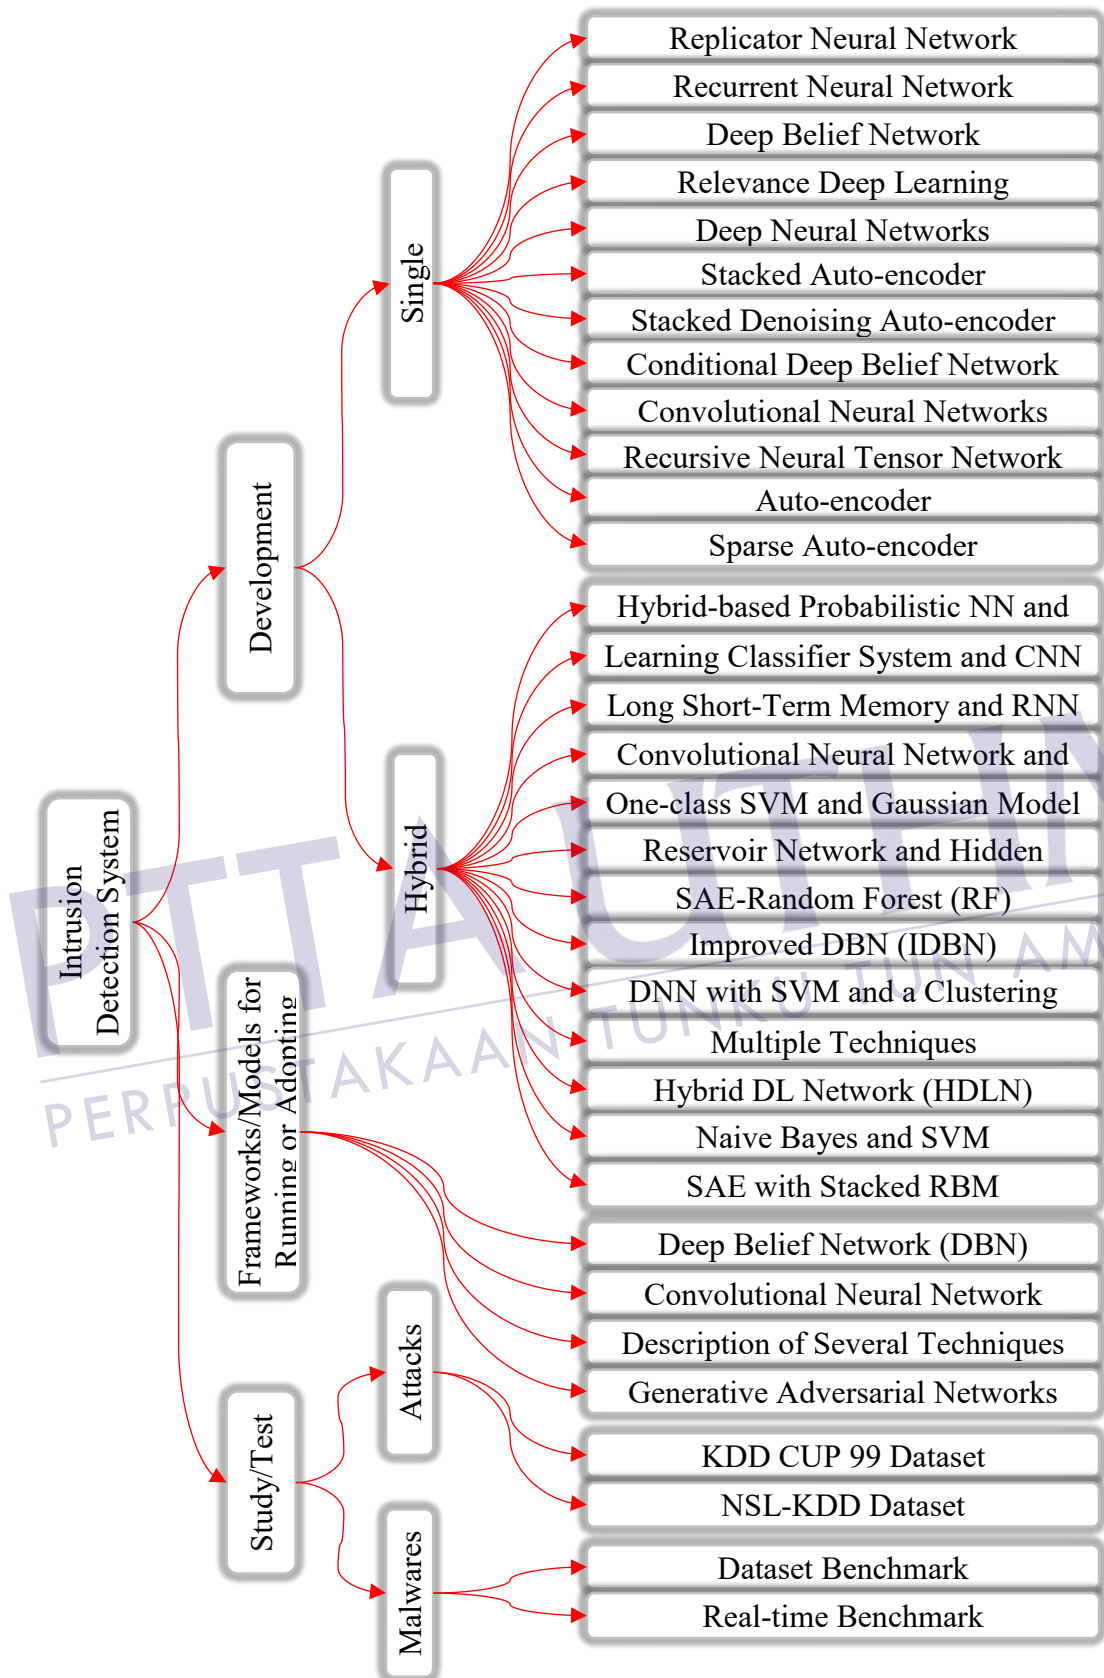 Intrusion
Detection System
Development
Frameworks/Models for
Running or Adopting
Study/Test
Single
Hybrid
Attacks
Malwares
Replicator Neural Network
Recurrent Neural Network
Deep Belief Network
Relevance Deep Learning
Deep Neural Networks
Stacked Auto-encoder
Stacked Denoising Auto-encoder
Conditional Deep Belief Network
Convolutional Neural Networks
Recursive Neural Tensor Network
Auto-encoder
Sparse Auto-encoder
Hybrid-based Probabilistic NN and
Learning Classifier System and CNN
Long Short-Term Memory and RNN
Convolutional Neural Network and
One-class SVM and Gaussian Model
Reservoir Network and Hidden
SAE-Random Forest (RF)
Improved DBN (IDBN)
DNN with SVM and a Clustering
Multiple Techniques
Hybrid DL Network (HDLN)
Naive Bayes and SVM
SAE with Stacked RBM
Deep Belief Network (DBN)
Convolutional Neural Network
Description of Several Techniques
Generative Adversarial Networks
KDD CUP 99 Dataset
NSL-KDD Dataset
Dataset Benchmark
Real-time Benchmark
PTTAUTHM
PERPUSTAKAAN TUNKU TUN AM